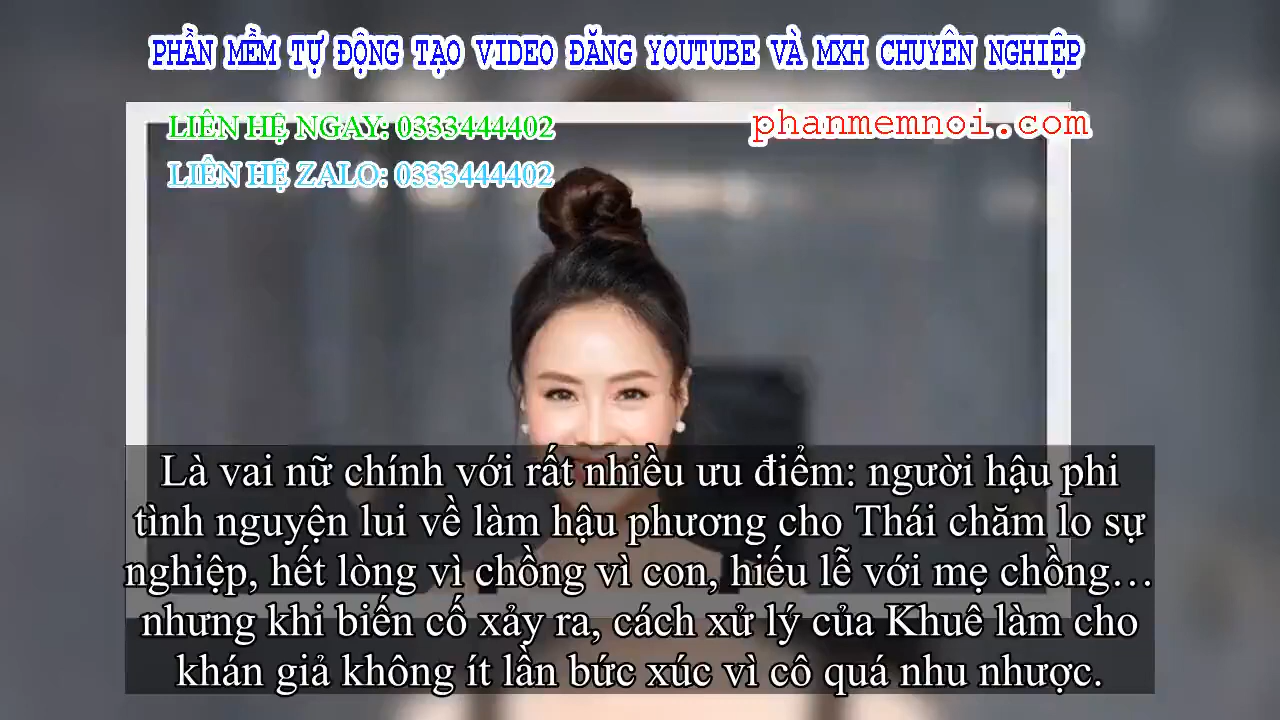 PHẦN MỀM TỰ ĐỘNG TẠO VIDEO ĐĂNG YOUTUBE VÀ MXH CHUYÊN NGHIỆP
LIÊN HỆ NGAY: 0333444402
phanmemnoi.com
LIÊN HỆ ZALO: 0333444402
Là vai nữ chính với rất nhiều ưu điểm: người hậu phi
tình nguyện lui về làm hậu phương cho Thái chăm lo sự
nghiệp, hết lòng vì chồng vì con, hiếu lễ với mẹ chồng…
nhưng khi biến cố xảy ra, cách xử lý của Khuê làm cho
khán giả không ít lần bức xúc vì cô quá nhu nhược.